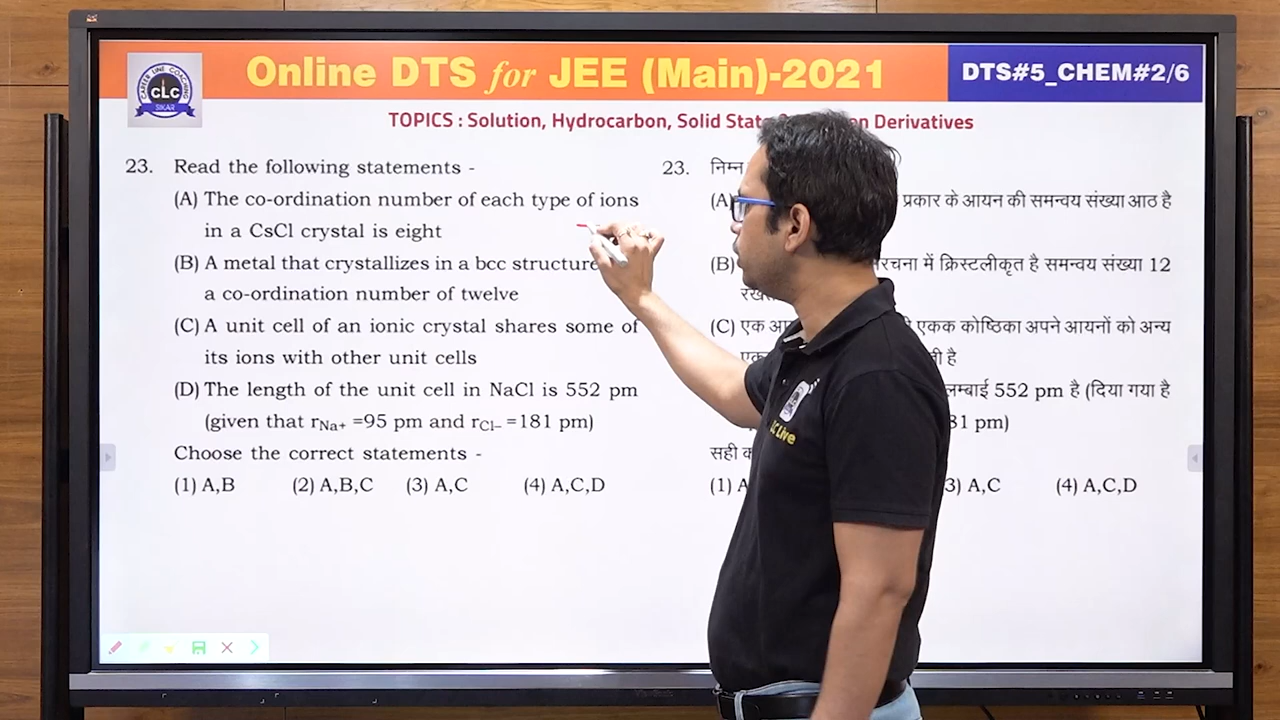 Online DTS for JEE (Main)-2021
DTS#5_CHEM#2/6
CAREER LINE COACHING
CLC
SIKAR
TOPICS : Solution, Hydrocarbon, Solid State Derivatives
23. Read the following statements -
(A) The co-ordination number of each type of ions
in a CsCl crystal is eight
(B) A metal that crystallizes in a bcc structure
a co-ordination number of twelve
(C) A unit cell of an ionic crystal shares some of
its ions with other unit cells
(D) The length of the unit cell in NaCl is 552 pm
(given that rNa+ =95 pm and rCl– =181 pm)
Choose the correct statements -
(1) A,B (2) A,B,C (3) A,C (4) A,C,D
23. निम्न
(A) प्रकार के आयन की समन्वय संख्या आठ है
(B) में क्रिस्टलीकृत है समन्वय संख्या 12
(C) एक एकक कोष्ठिका अपने आयनों को अन्य
है
लम्बाई 552 pm है (दिया गया है
pm)
सही
(1) 3) A,C (4) A,C,D
Live